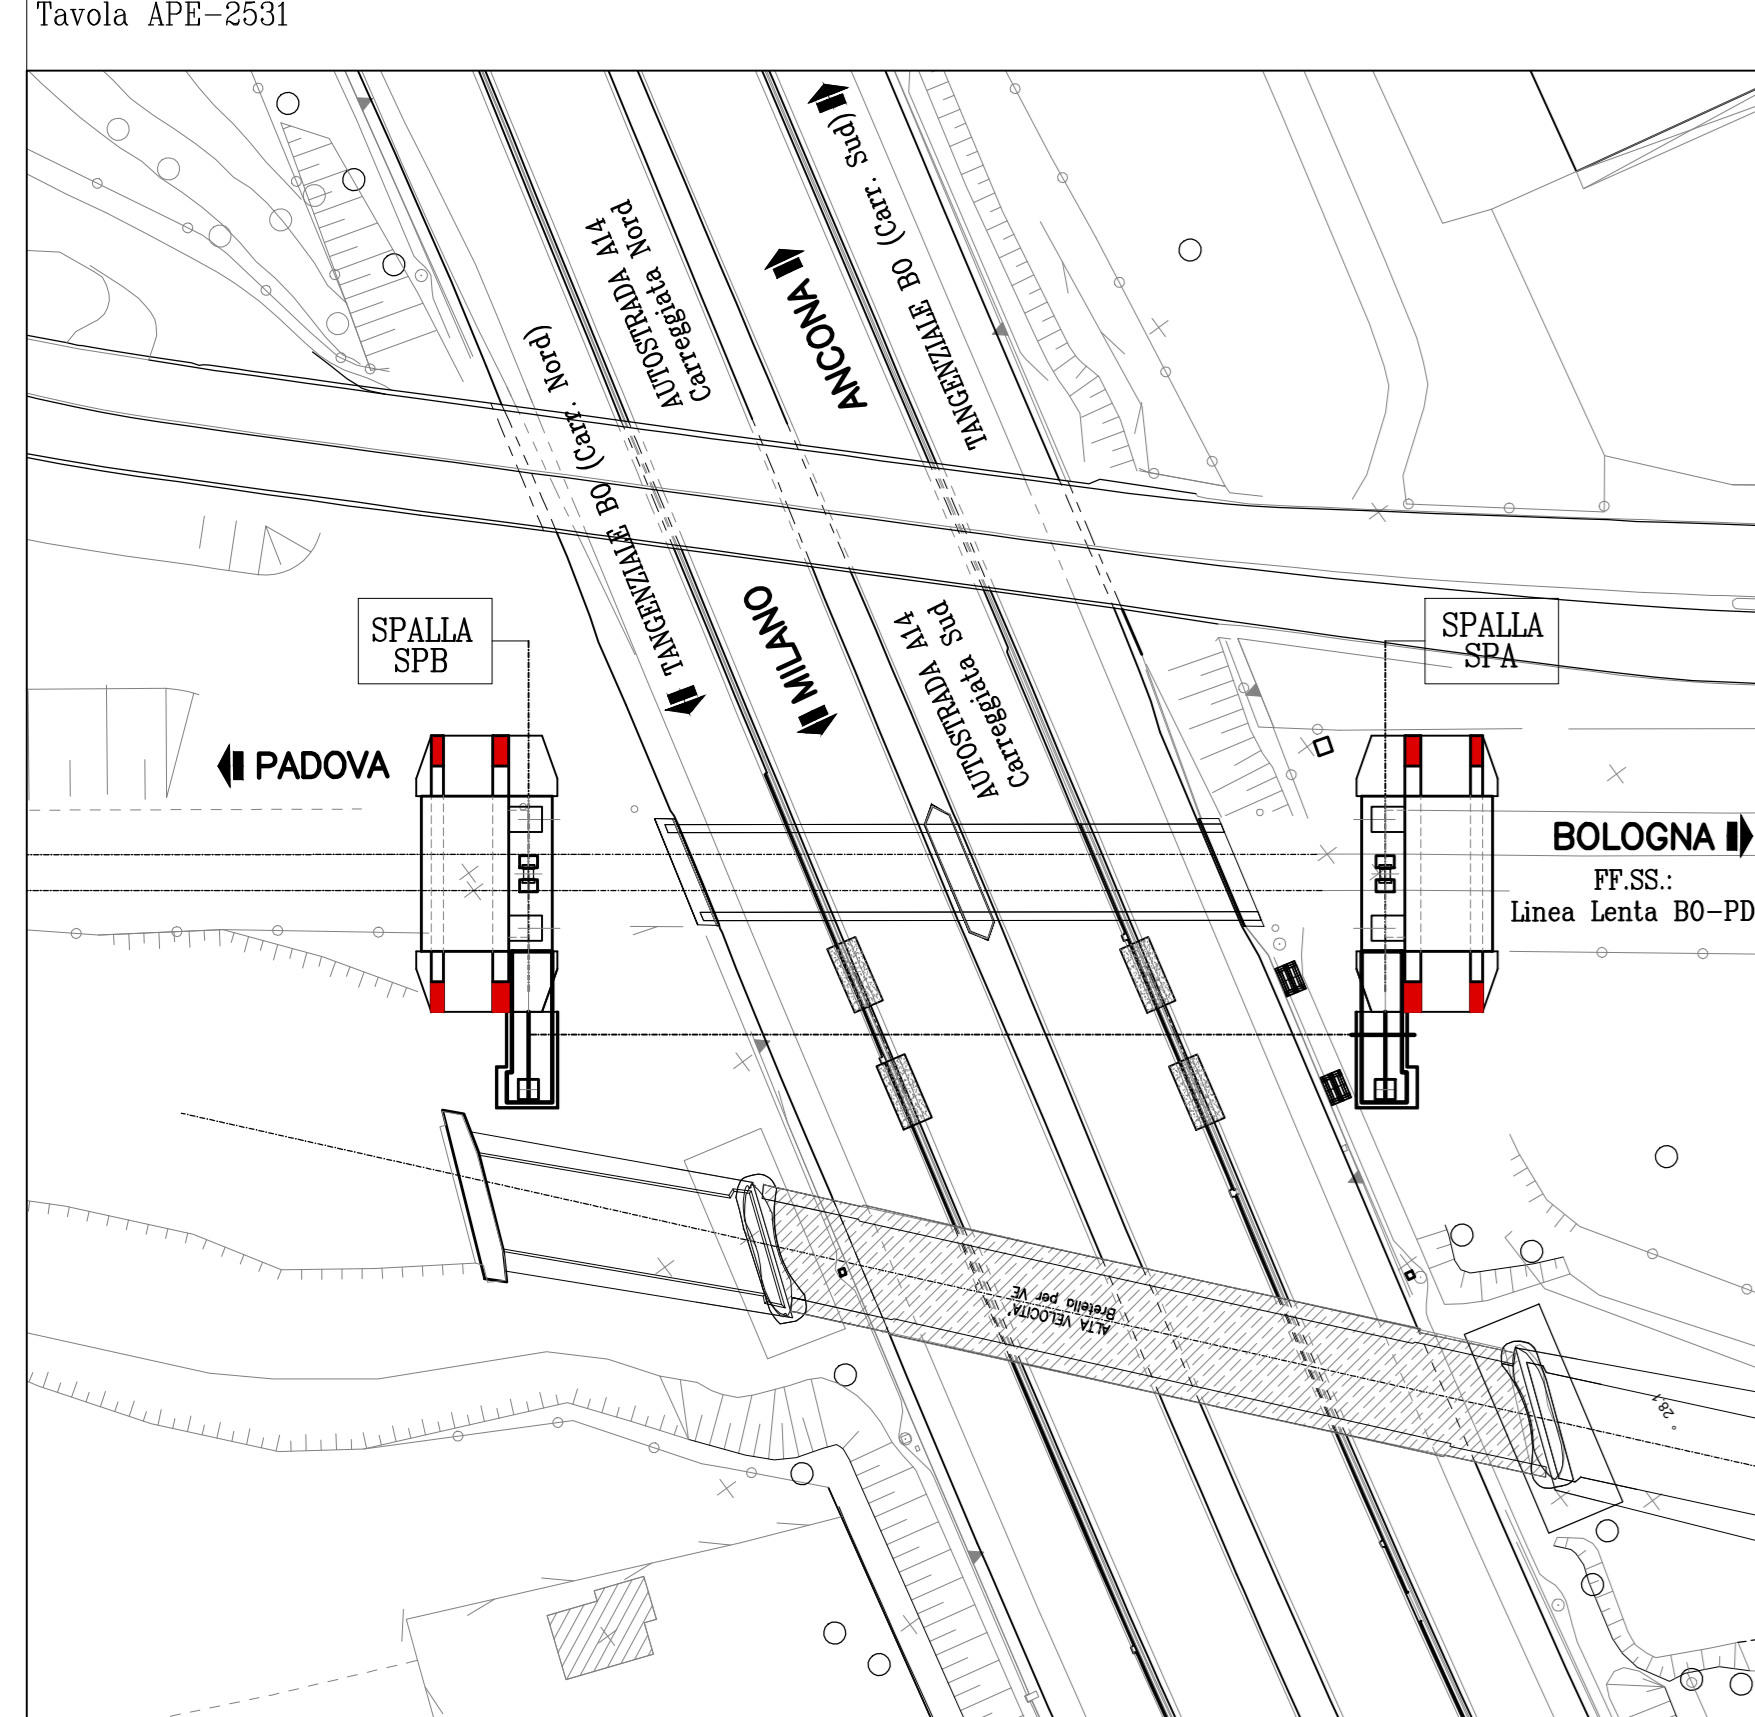 Tavola APE-2531
TANGENZIALE BO (Carr. Sud)
AUTOSTRADA A14
Carreggiata Nord
ANCONA
TANGENZIALE BO (Carr. Nord)
MILANO
AUTOSTRADA A14
Carreggiata Sud
SPALLA
SPB
SPALLA
SPA
PADOVA
BOLOGNA
FF.SS.:
Linea Lenta BO-PD
ALTA VELOCITA'
Bretella per VE
28.1